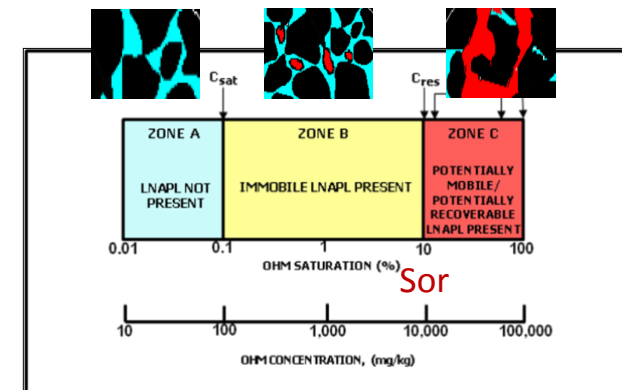 Csat
Cres
ZONE A
ZONE B
ZONE C
LNAPL NOT
PRESENT
IMMOBILE LNAPL PRESENT
POTENTIALLY
MOBILE/
POTENTIALLY
RECOVERABLE
LNAPL PRESENT
0.01
0.1
1
10
100
OHM SATURATION (%)
Sor
10
100
1,000
10,000
100,000
OHM CONCENTRATION, (mg/kg)